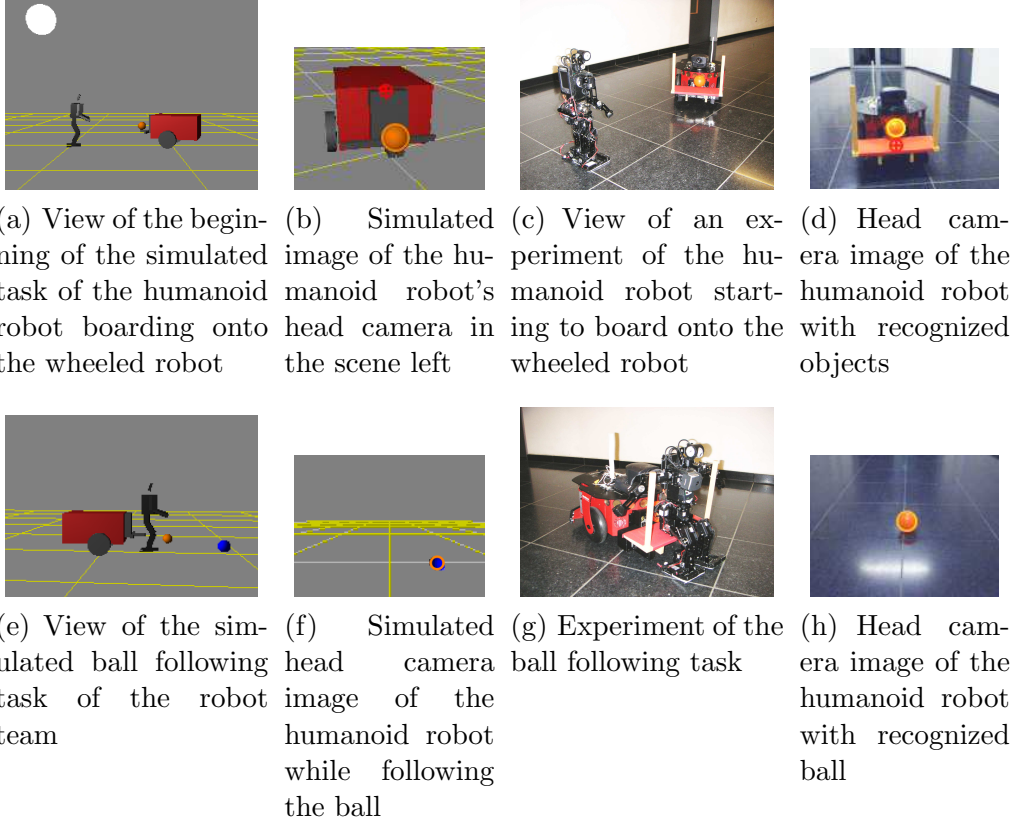 (a) View of the begin-
ning of the simulated
task of the humanoid
robot boarding onto
the wheeled robot
(b) Simulated
image of the hu-
manoid robot's
head camera in
the scene left
(c) View of an ex-
periment of the hu-
manoid robot start-
ing to board onto the
wheeled robot
(d) Head cam-
era image of the
humanoid robot
with recognized
objects
(e) View of the sim-
ulated ball following
task of the robot
team
(f) Simulated
head camera
image of the
humanoid robot
while following
the ball
(g) Experiment of the
ball following task
(h) Head cam-
era image of the
humanoid robot
with recognized
ball